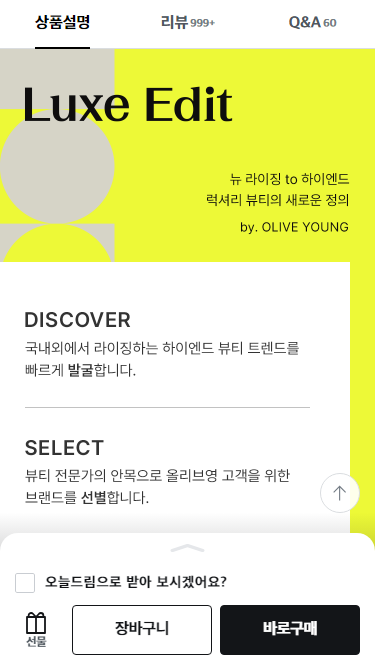 상품설명 리뷰 999+ Q&A 60
Luxe Edit
뉴 라이징 to 하이엔드
럭셔리 뷰티의 새로운 정의
by. OLIVE YOUNG
DISCOVER
국내외에서 라이징하는 하이엔드 뷰티 트렌드를
빠르게 발굴합니다.
SELECT
뷰티 전문가의 안목으로 올리브영 고객을 위한
브랜드를 선별합니다.
오늘드림으로 받아 보시겠어요?
선물 장바구니 바로구매